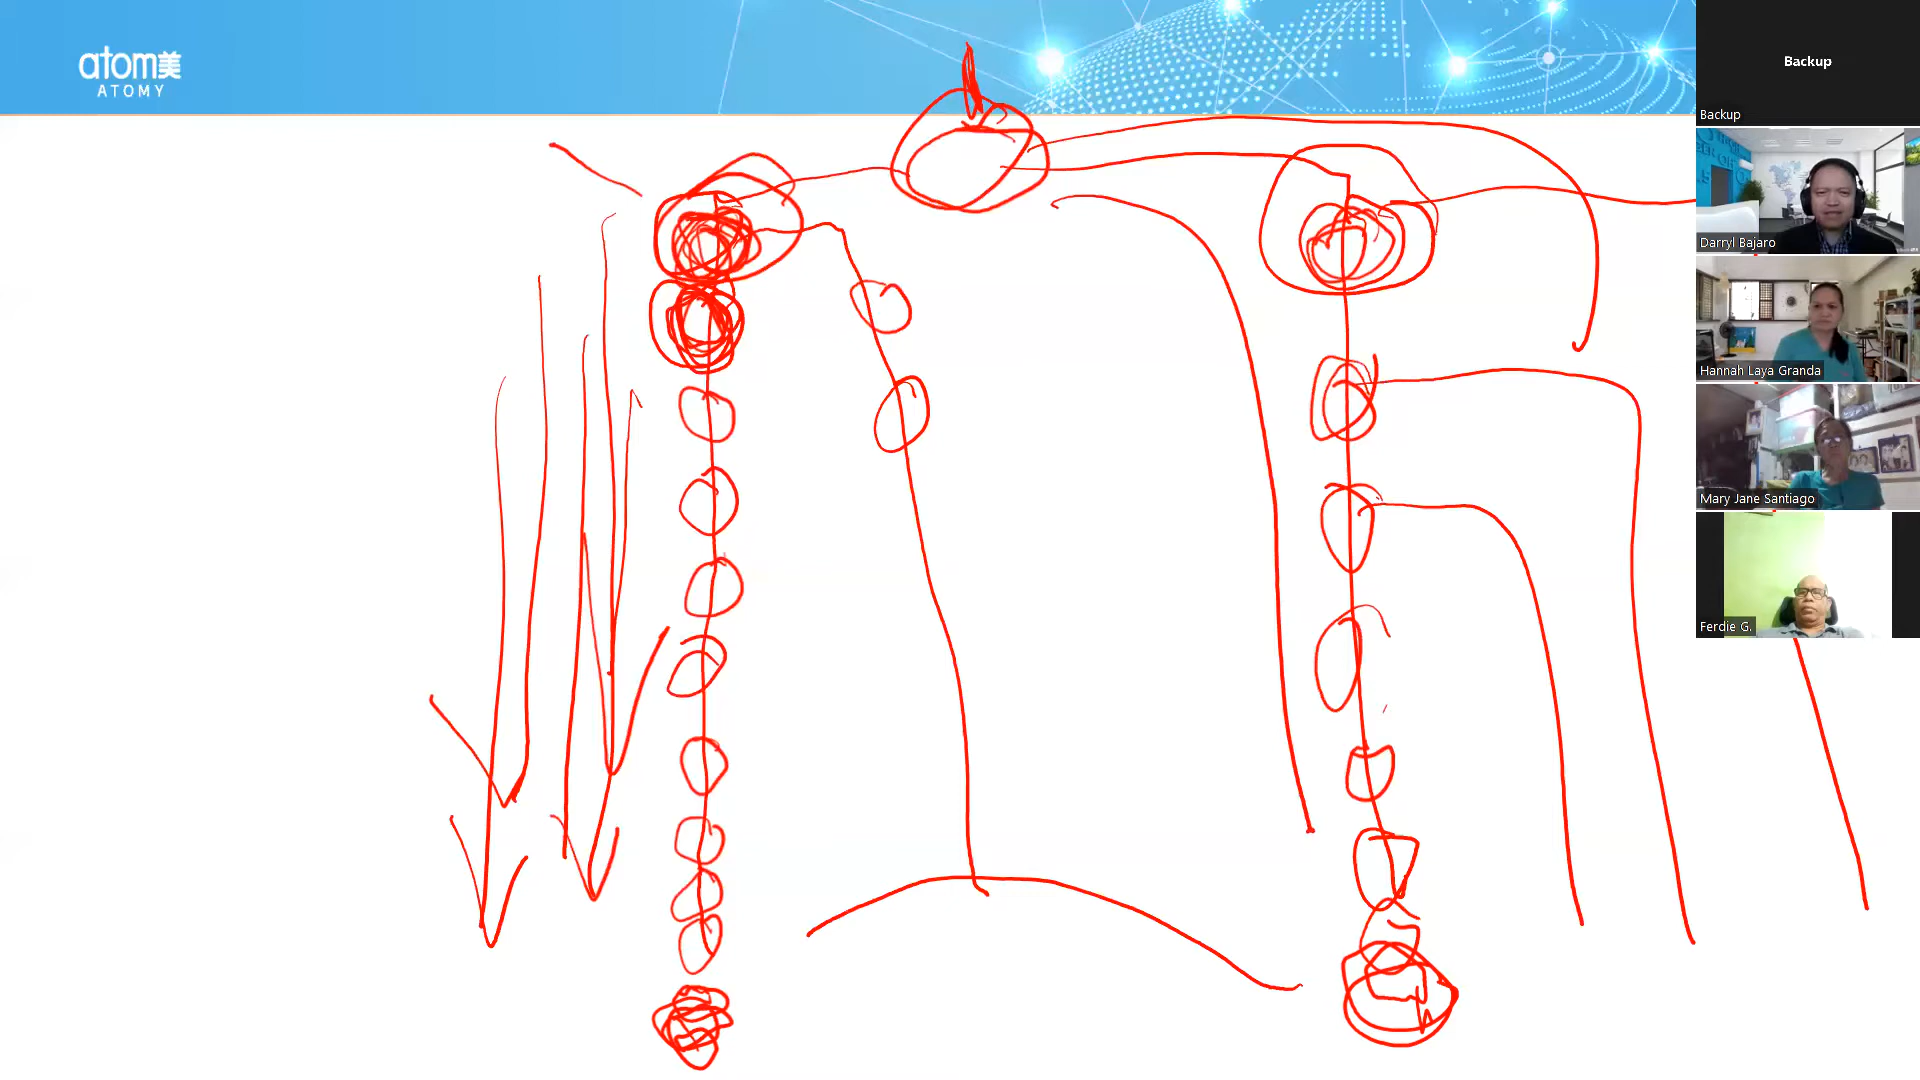 atom美
ATOMY
Backup
Backup
Darryl Bajaro
Hannah Laya Granda
Mary Jane Santiago
Ferdie G.